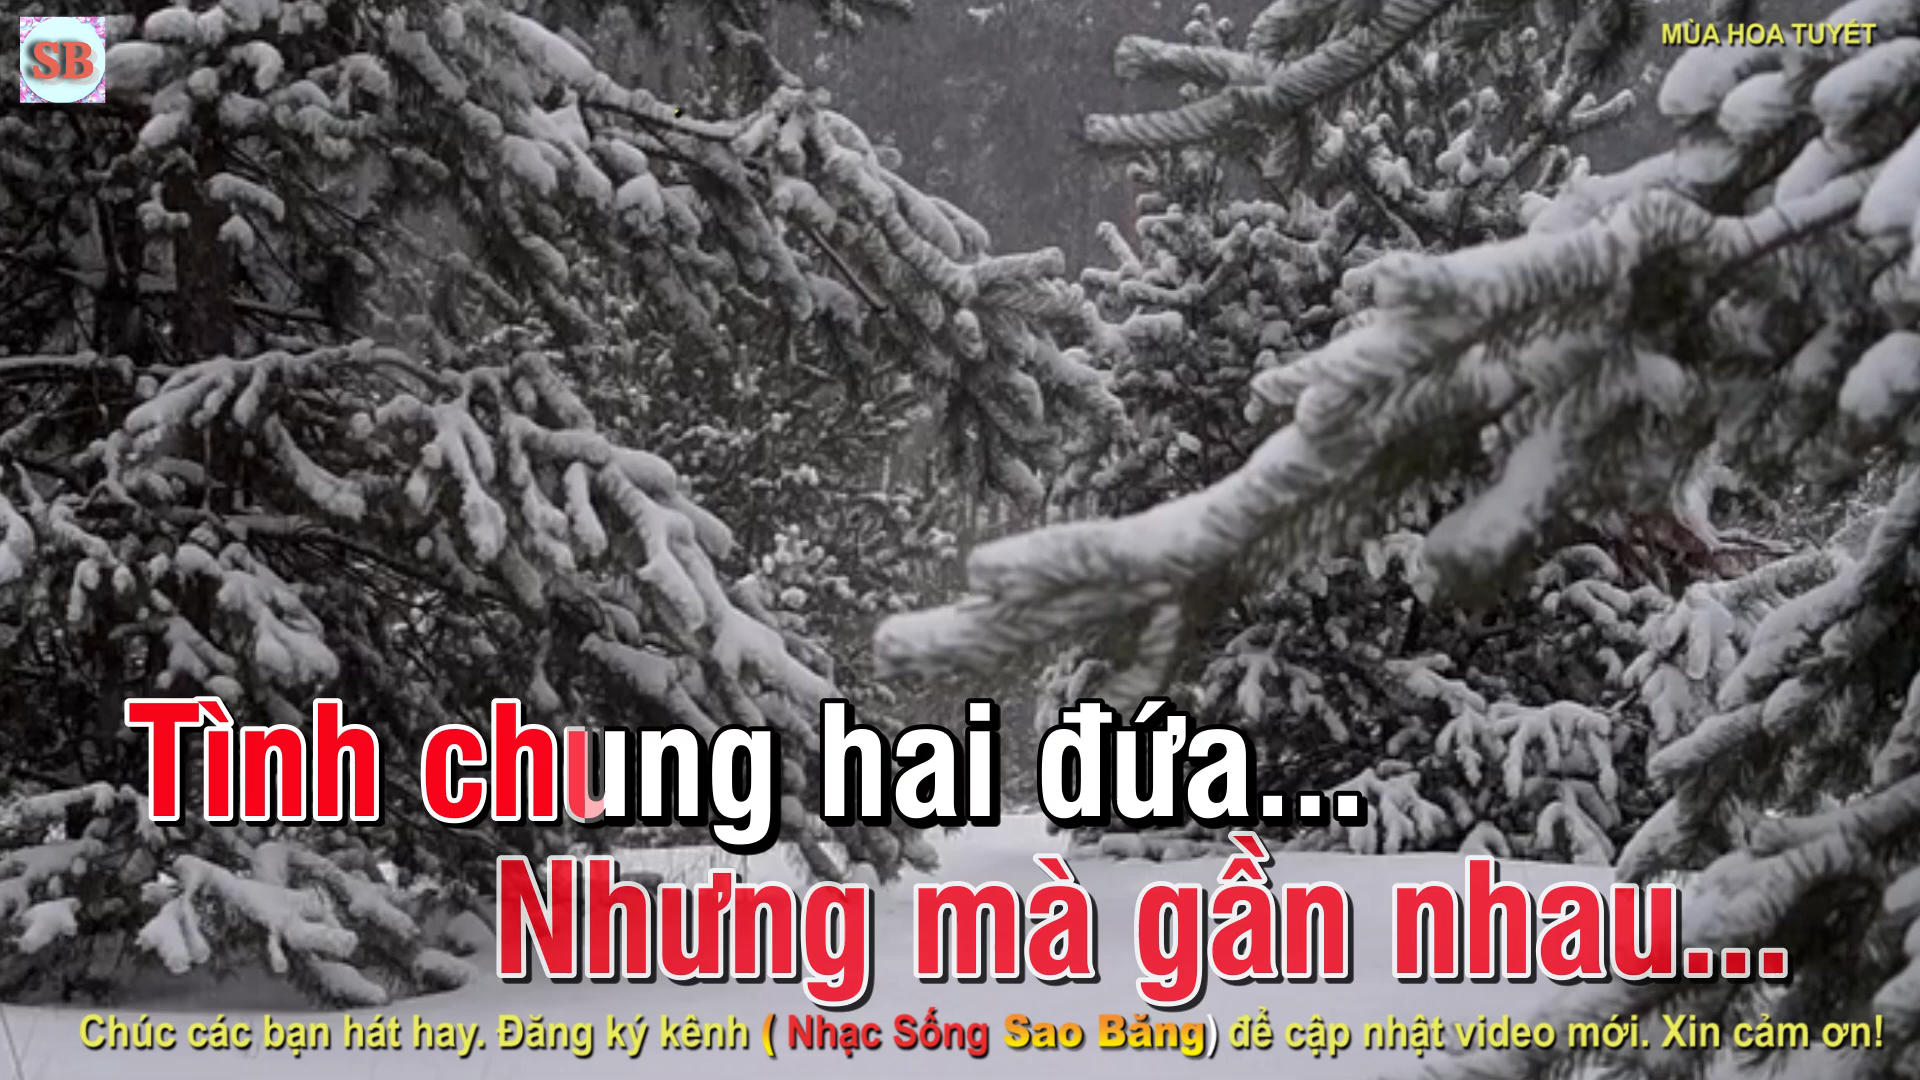 SB
MÙA HOA TUYẾT
Tình chung hai đứa...
Nhưng mà gần nhau...
Chúc các bạn hát hay. Đăng ký kênh ( Nhạc Sống Sao Băng) để cập nhật video mới. Xin cảm ơn!